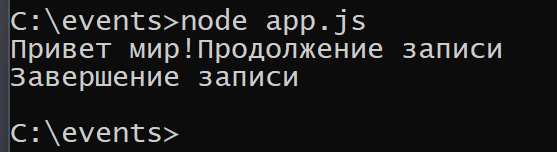 C:\events>node app.js
Привет мир!Продолжение записи
Завершение записи
C:\events>